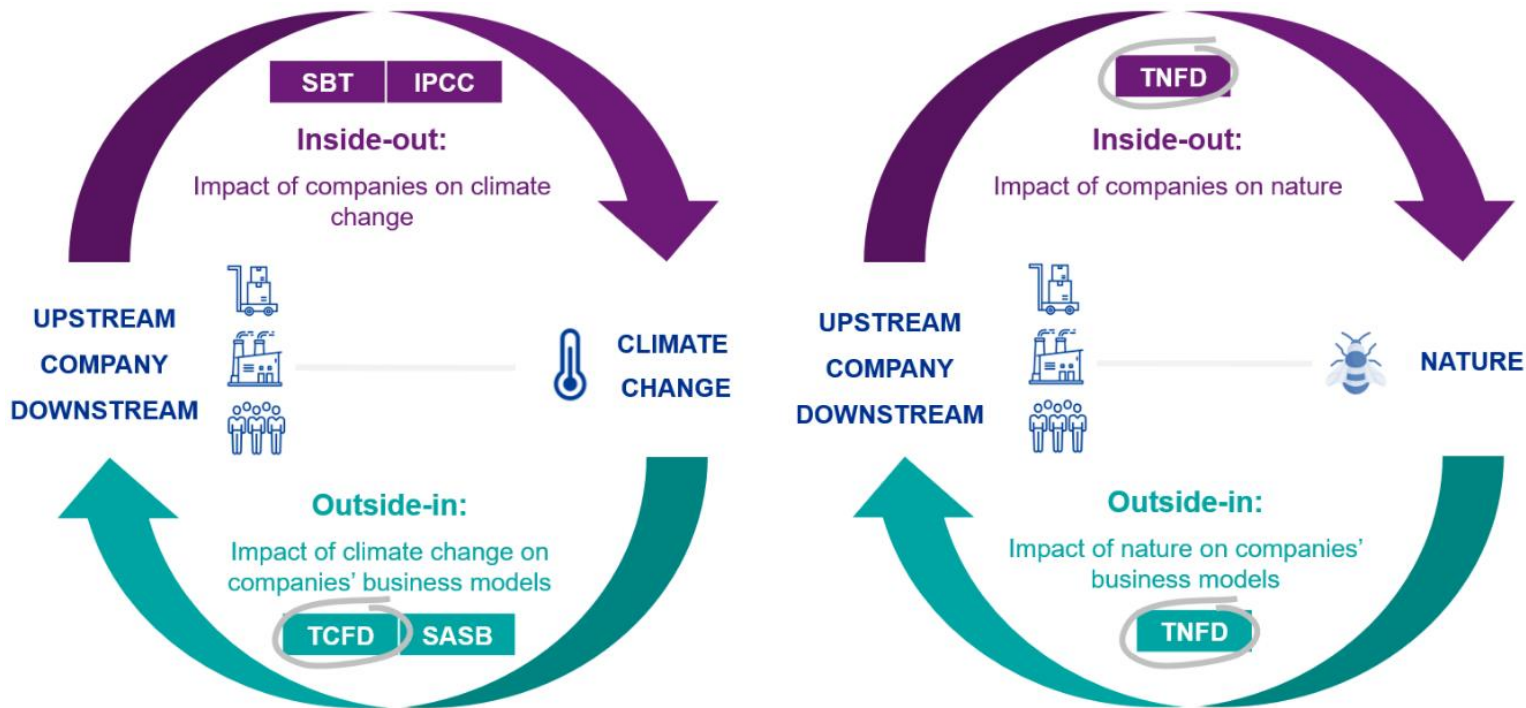 SBT IPCC
Inside-out:
Impact of companies on climate
change
UPSTREAM
COMPANY
DOWNSTREAM
CLIMATE
CHANGE
Outside-in:
Impact of climate change on
companies’ business models
TCFD SASB
TNFD
Inside-out:
Impact of companies on nature
UPSTREAM
COMPANY
DOWNSTREAM
NATURE
Outside-in:
Impact of nature on companies’
business models
TNFD